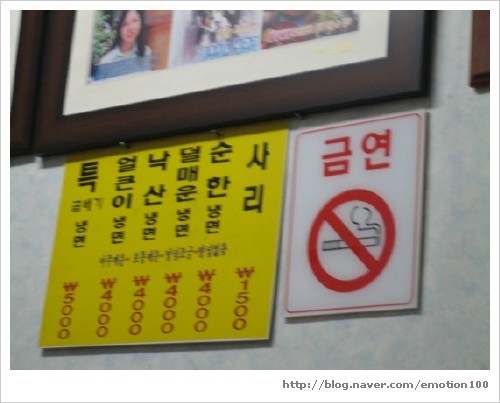 특 냉면
얼큰이 냉면
낙산 냉면
덜매운 냉면
순한 냉면
사리
₩5000
₩4000
₩4000
₩4000
₩4000
₩1500
금연
http://blog.naver.com/emotion100